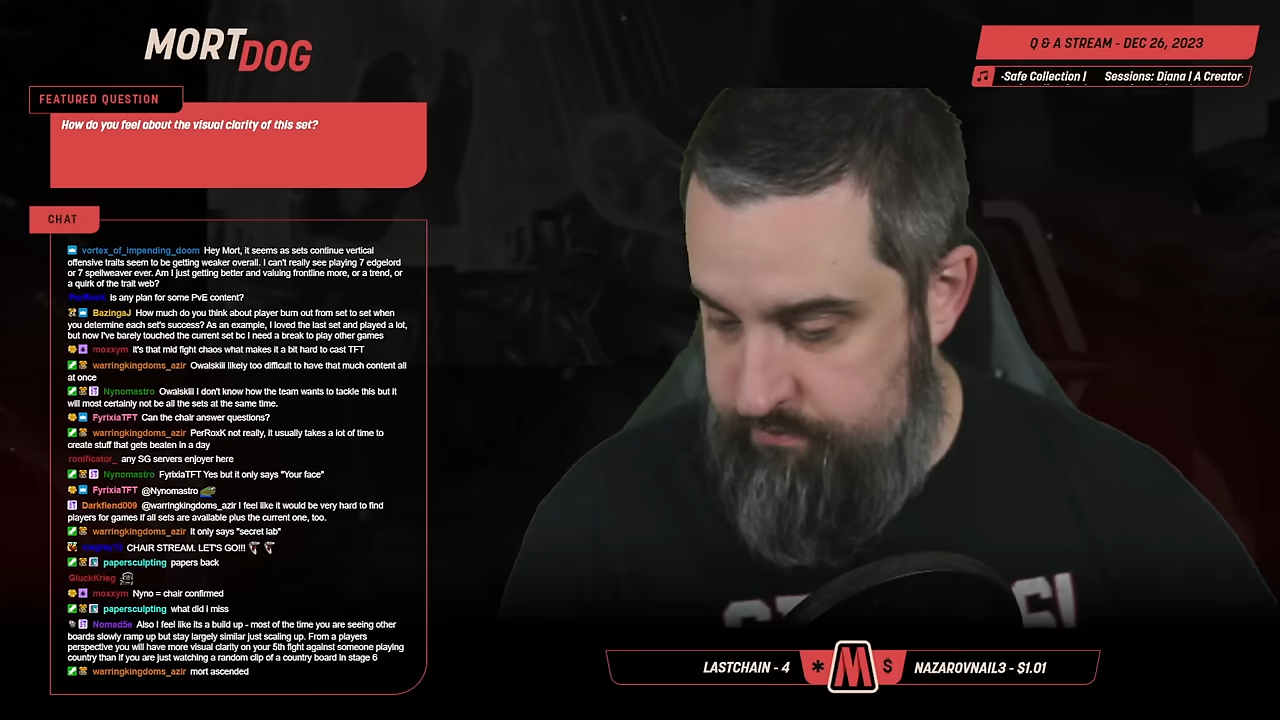 MORTDOG
Q & A STREAM - DEC 26, 2023
-Safe Collection | Sessions: Diana | A Creator-
FEATURED QUESTION
How do you feel about the visual clarity of this set?
CHAT
vortex_of_impending_doom Hey Mort, it seems as sets continue vertical
offensive traits seem to be getting weaker overall. I can't really see playing 7 edgelord
or 7 spellweaver ever. Am I just getting better and valuing frontline more, or a trend, or
a quirk of the trait web?
is any plan for some PvE content?
BazingaJ How much do you think about player burn out from set to set when
you determine each set's success? As an example, I loved the last set and played a lot,
but now I've barely touched the current set bc I need a break to play other games
moxxym it's that mid fight chaos what makes it a bit hard to cast TFT
warringkingdoms_azir Owalskiii likely too difficult to have that much content all
at once
Nynomastro Owalskiii I don't know how the team wants to tackle this but it
will most certainly not be all the sets at the same time.
FyrixiaTFT Can the chair answer questions?
warringkingdoms_azir PerRoxK not really, it usually takes a lot of time to
create stuff that gets beaten in a day
ronificator_ any SG servers enjoyer here
Nynomastro FyrixiaTFT Yes but it only says "Your face"
FyrixiaTFT @Nynomastro
Darkfiend009 @warringkingdoms_azir I feel like it would be very hard to find
players for games if all sets are available plus the current one, too.
warringkingdoms_azir It only says "secret lab"
CHAIR STREAM. LET'S GO!!!
papersculpting papers back
GluckKrieg
moxxym Nyno = chair confirmed
papersculpting what did I miss
Nomad5e Also I feel like its a build up - most of the time you are seeing other
boards slowly ramp up but stay largely similar just scaling up. From a players
perspective you will have more visual clarity on your 5th fight against someone playing
country than if you are just watching a random clip of a country board in stage 6
warringkingdoms_azir mort ascended
LASTCHAIN - 4 * M $ NAZAROVNAIL3 - $1.01